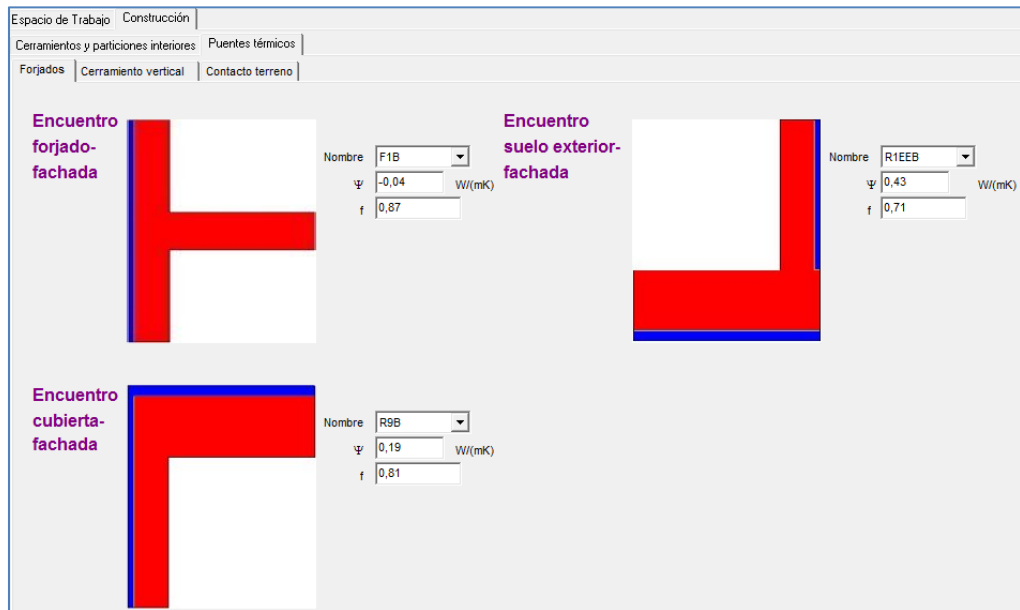 Espacio de Trabajo Construcción
Cerramientos y particiones interiores Puentes térmicos
Forjados Cerramiento vertical Contacto terreno
Encuentro
forjado-
fachada
Nombre F1B
Ψ -0,04 W/(mK)
f 0,87
Encuentro
suelo exterior-
fachada
Nombre R1EEB
Ψ 0,43 W/(mK)
f 0,71
Encuentro
cubierta-
fachada
Nombre R9B
Ψ 0,19 W/(mK)
f 0,81